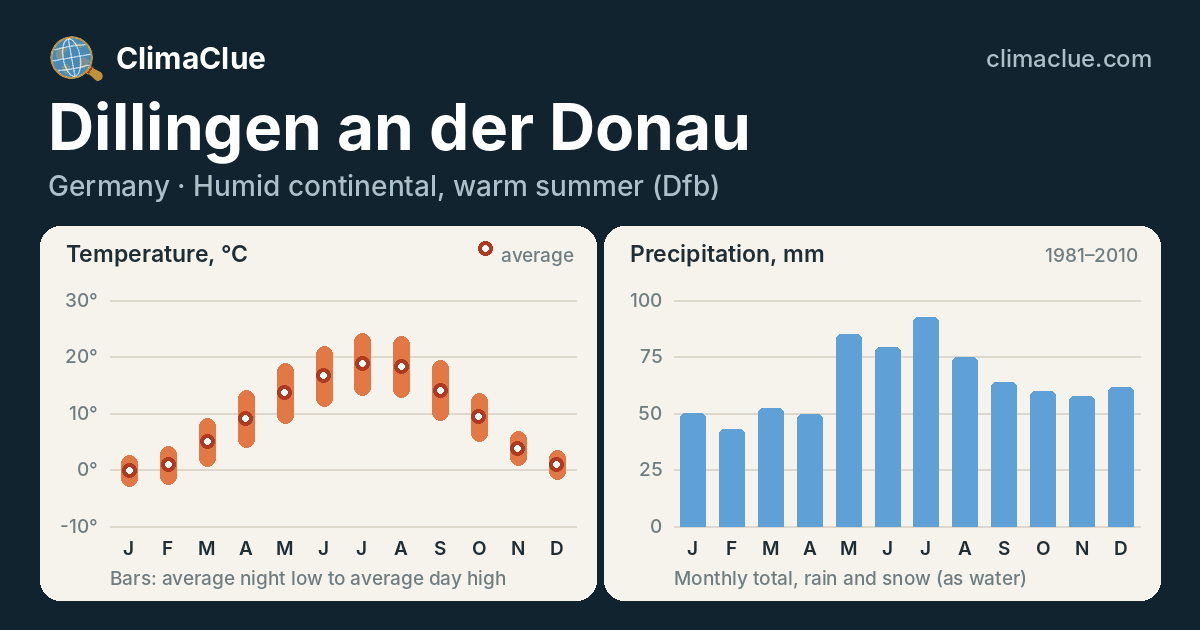 ClimaClue
climaclue.com
Dillingen an der Donau
Germany · Humid continental, warm summer (Dfb)
Temperature, °C
average
30°
20°
10°
0°
-10°
J F M A M J J A S O N D
Bars: average night low to average day high
Precipitation, mm
1981–2010
100
75
50
25
0
J F M A M J J A S O N D
Monthly total, rain and snow (as water)